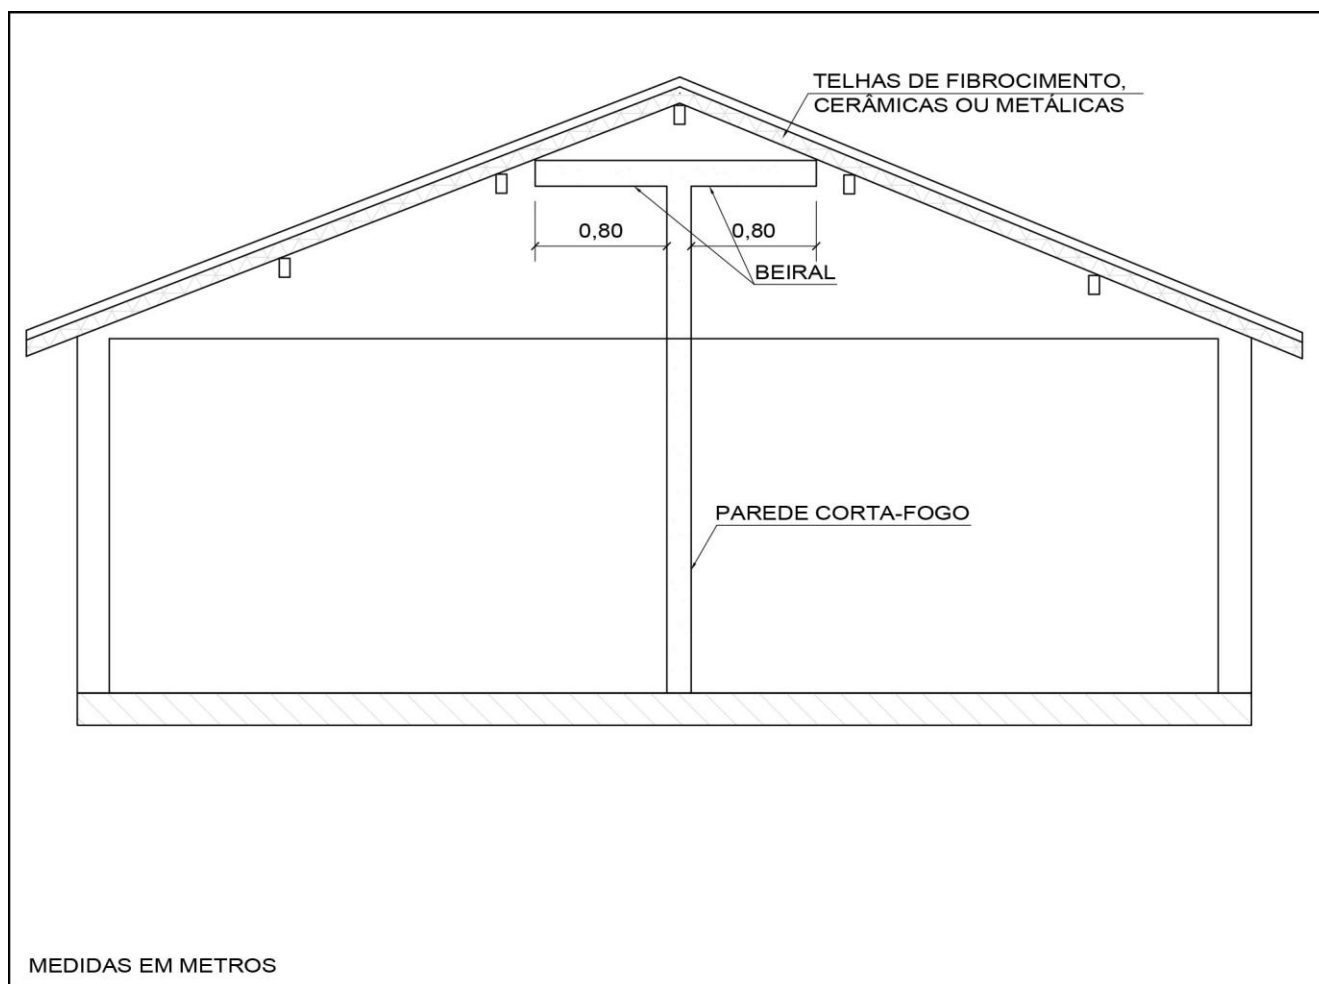 TELHAS DE FIBROCIMENTO,
CERÂMICAS OU METÁLICAS
0,80
0,80
BEIRAL
PAREDE CORTA-FOGO
MEDIDAS EM METROS